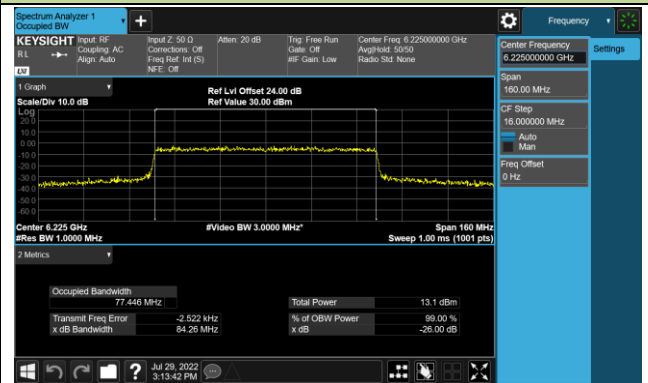 Spectrum Analyzer 1
Occupied BW
Frequency
KEYSIGHT
RL
LXI
Input: RF
Coupling: AC
Align: Auto
Input Z: 50 Ω
Corrections: Off
Freq Ref: Int (S)
NFE: Off
Atten: 20 dB
Trig: Free Run
Gate: Off
#IF Gain: Low
Center Freq: 6.225000000 GHz
Avg|Hold: 50/50
Radio Std: None
Center Frequency
6.225000000 GHz
Settings
Span
160.00 MHz
CF Step
16.000000 MHz
Auto
Man
Freq Offset
0 Hz
1 Graph
Scale/Div 10.0 dB
Ref Lvl Offset 24.00 dB
Ref Value 30.00 dBm
Log
20.0
10.0
0.00
-10.0
-20.0
-30.0
-40.0
-50.0
-60.0
Center 6.225 GHz
#Res BW 1.0000 MHz
#Video BW 3.0000 MHz*
Span 160 MHz
Sweep 1.00 ms (1001 pts)
2 Metrics
Occupied Bandwidth
77.446 MHz
Total Power 13.1 dBm
Transmit Freq Error -2.522 kHz
% of OBW Power 99.00 %
x dB Bandwidth 84.26 MHz
x dB -26.00 dB
Jul 29, 2022
3:13:42 PM